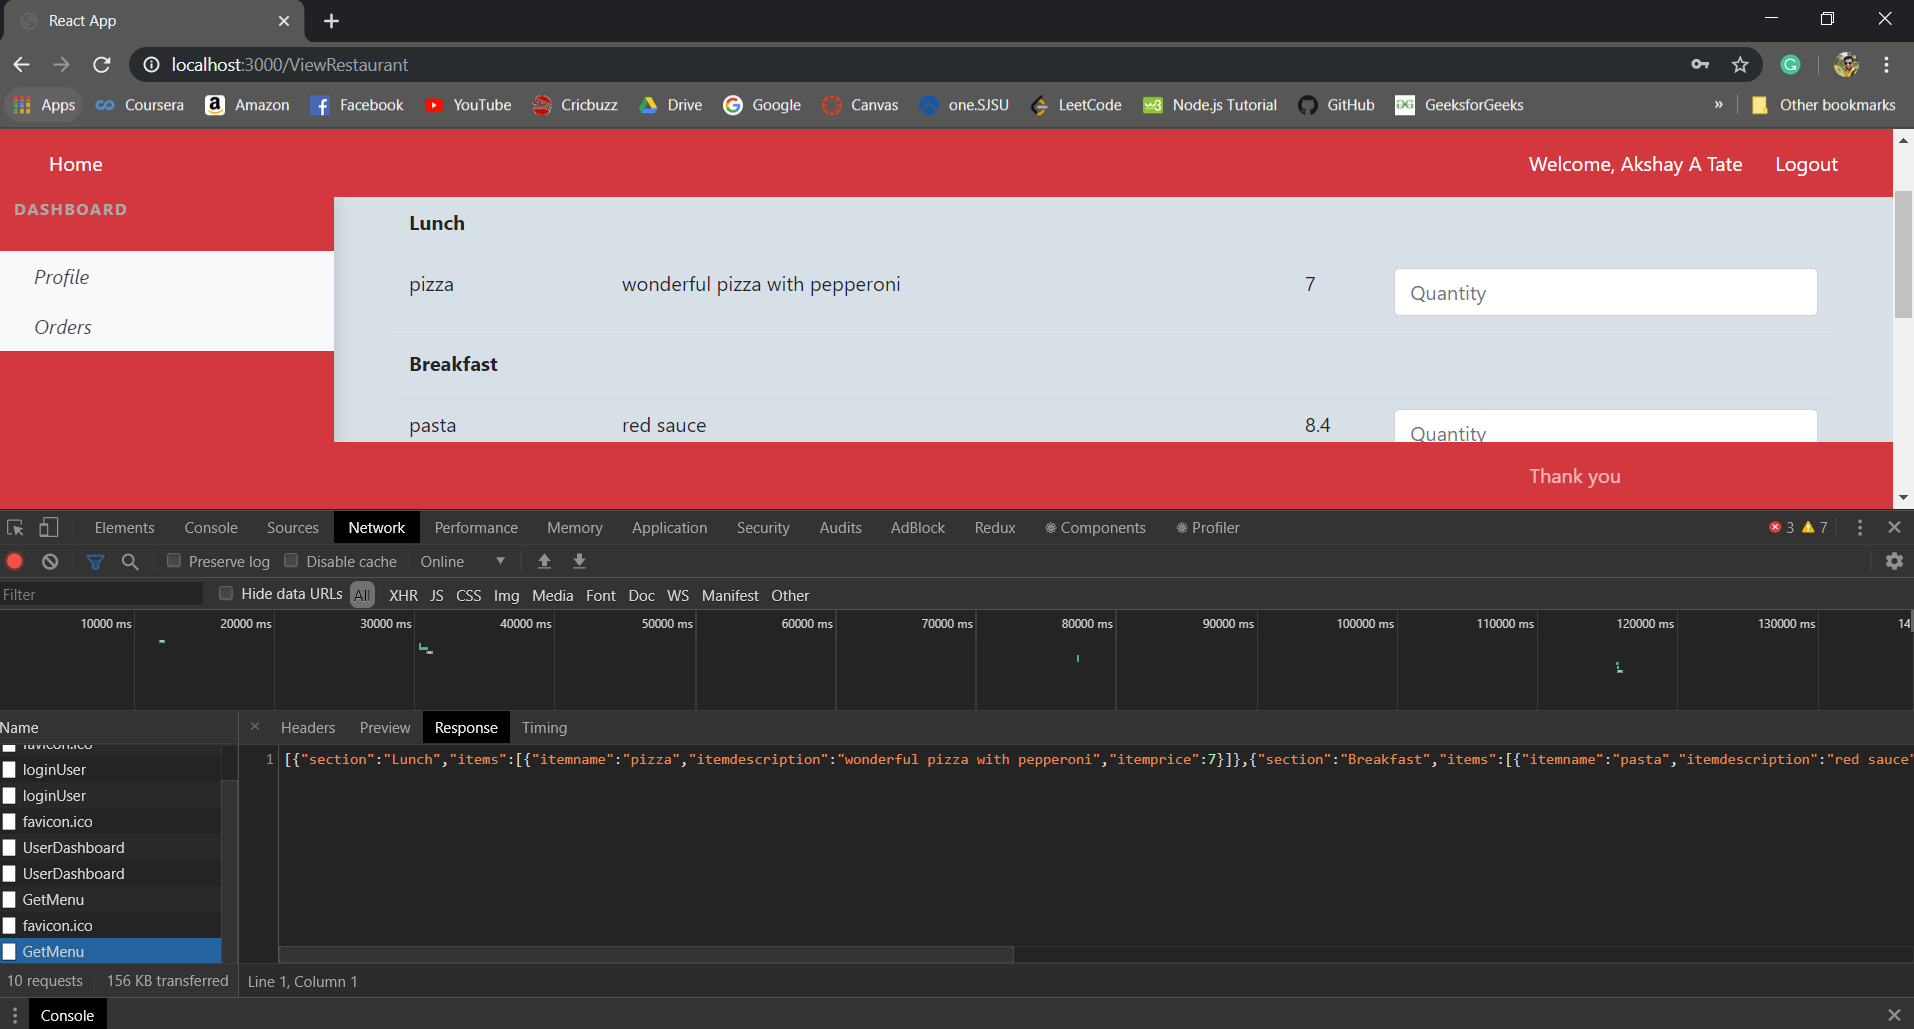 React App
localhost:3000/ViewRestaurant
Apps Coursera Amazon Facebook YouTube Cricbuzz Drive Google Canvas one.SJSU LeetCode Node.js Tutorial GitHub GeeksforGeeks » Other bookmarks
Home Welcome, Akshay A Tate Logout
DASHBOARD
Profile
Orders
Lunch
pizza wonderful pizza with pepperoni 7 Quantity
Breakfast
pasta red sauce 8.4 Quantity
Thank you
Elements Console Sources Network Performance Memory Application Security Audits AdBlock Redux Components Profiler 3 7
Preserve log Disable cache Online
Filter Hide data URLs All XHR JS CSS Img Media Font Doc WS Manifest Other
10000 ms 20000 ms 30000 ms 40000 ms 50000 ms 60000 ms 70000 ms 80000 ms 90000 ms 100000 ms 110000 ms 120000 ms 130000 ms 14
Name
favicon.ico
loginUser
loginUser
favicon.ico
UserDashboard
UserDashboard
GetMenu
favicon.ico
GetMenu
10 requests 156 KB transferred
× Headers Preview Response Timing
1 [{"section":"Lunch","items":[{"itemname":"pizza","itemdescription":"wonderful pizza with pepperoni","itemprice":7}]},{"section":"Breakfast","items":[{"itemname":"pasta","itemdescription":"red sauce"
Line 1, Column 1
Console